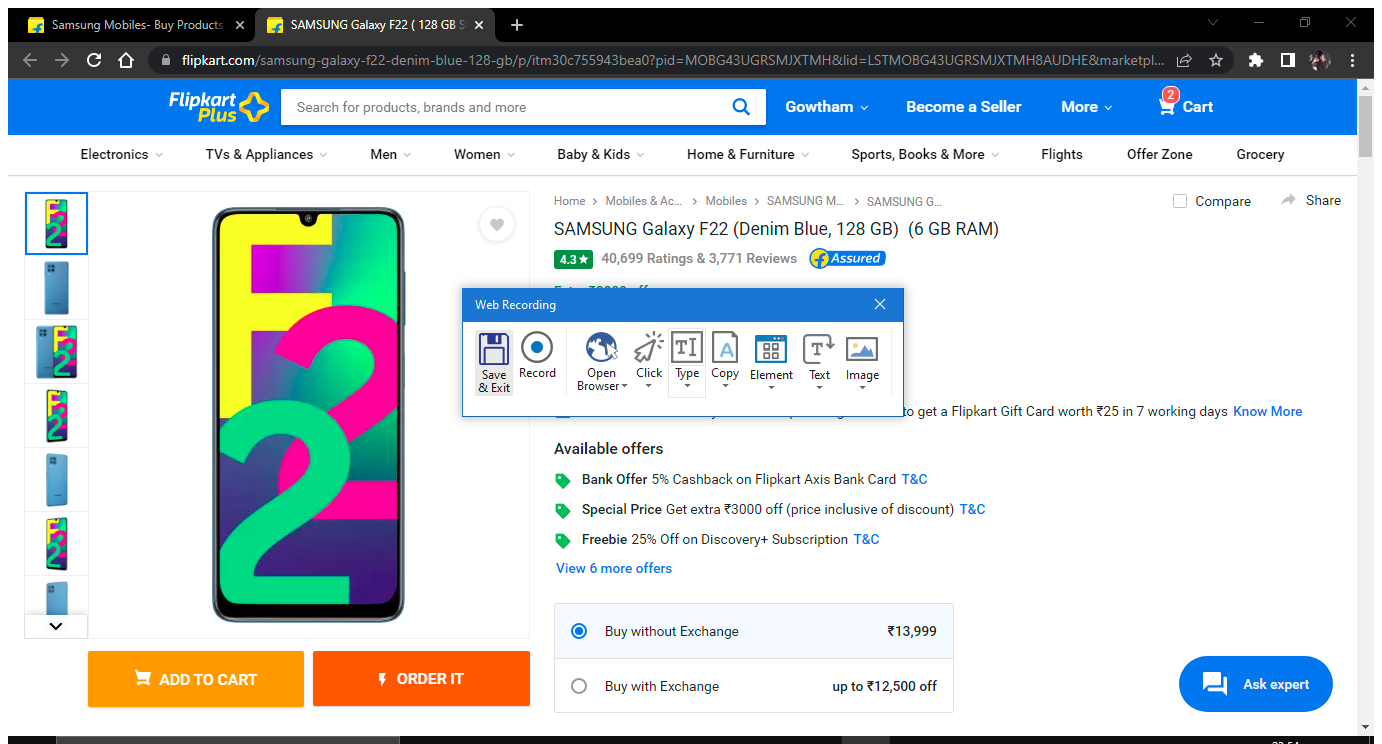 Samsung Mobiles- Buy Products
SAMSUNG Galaxy F22 ( 128 GB S
flipkart.com/samsung-galaxy-f22-denim-blue-128-gb/p/itm30c755943bea0?pid=MOBG43UGRSMJXTMH&lid=LSTMOBG43UGRSMJXTMH8AUDHE&marketpl...
Flipkart
Plus
Search for products, brands and more
Gowtham
Become a Seller
More
2
Cart
Electronics
TVs & Appliances
Men
Women
Baby & Kids
Home & Furniture
Sports, Books & More
Flights
Offer Zone
Grocery
Home
Mobiles & Ac...
Mobiles
SAMSUNG M...
SAMSUNG G...
Compare
Share
SAMSUNG Galaxy F22 (Denim Blue, 128 GB) (6 GB RAM)
4.3★
40,699 Ratings & 3,771 Reviews
Assured
F22
Web Recording
Save
& Exit
Record
Open
Browser
Click
Type
Copy
Element
Text
Image
to get a Flipkart Gift Card worth ₹25 in 7 working days Know More
Available offers
Bank Offer 5% Cashback on Flipkart Axis Bank Card T&C
Special Price Get extra ₹3000 off (price inclusive of discount) T&C
Freebie 25% Off on Discovery+ Subscription T&C
View 6 more offers
Buy without Exchange
₹13,999
Buy with Exchange
up to ₹12,500 off
ADD TO CART
ORDER IT
Ask expert